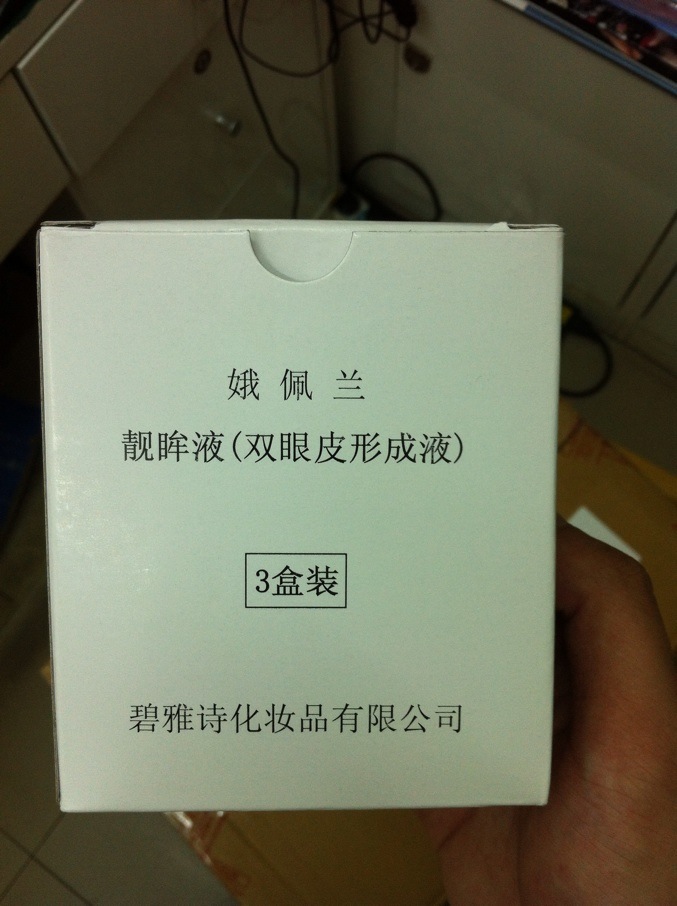 娥佩兰
靓眸液(双眼皮形成液)
3盒装
碧雅诗化妆品有限公司